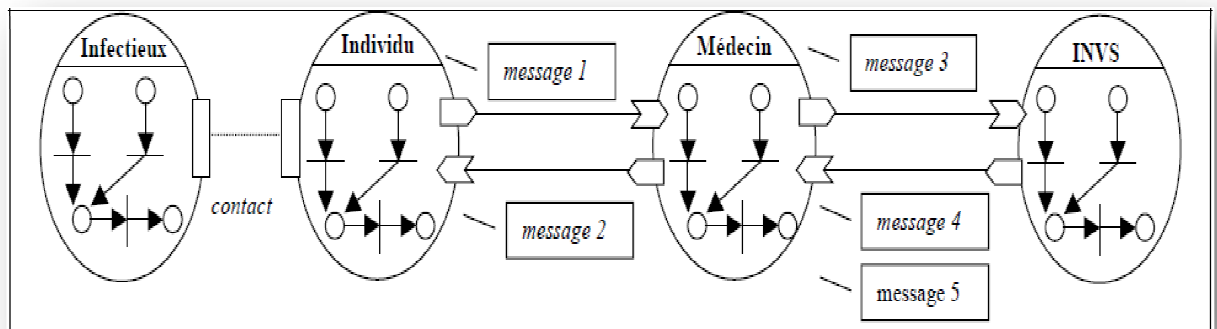 Infectieux
Individu
message 1
Médecin
message 3
INVS
contact
message 2
message 4
message 5